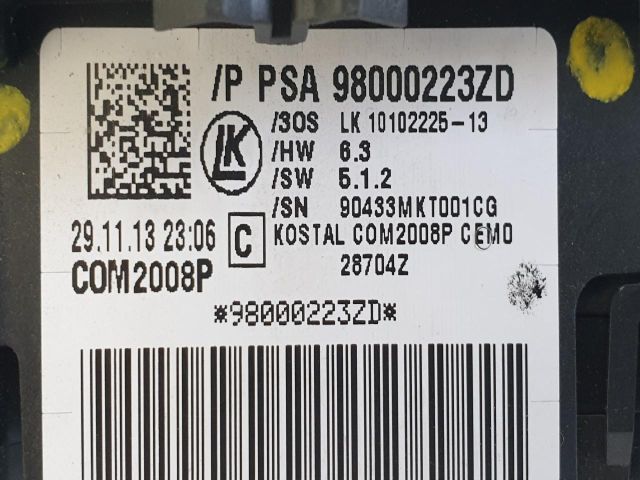 /P PSA 98000223ZD
/3OS LK 10102225-13
/HW 6.3
/SW 5.1.2
/SN 90433MKT001CG
29.11.13 23:06 C KOSTAL COM2008P CEM0
COM2008P 28704Z
*98000223ZD*
LK